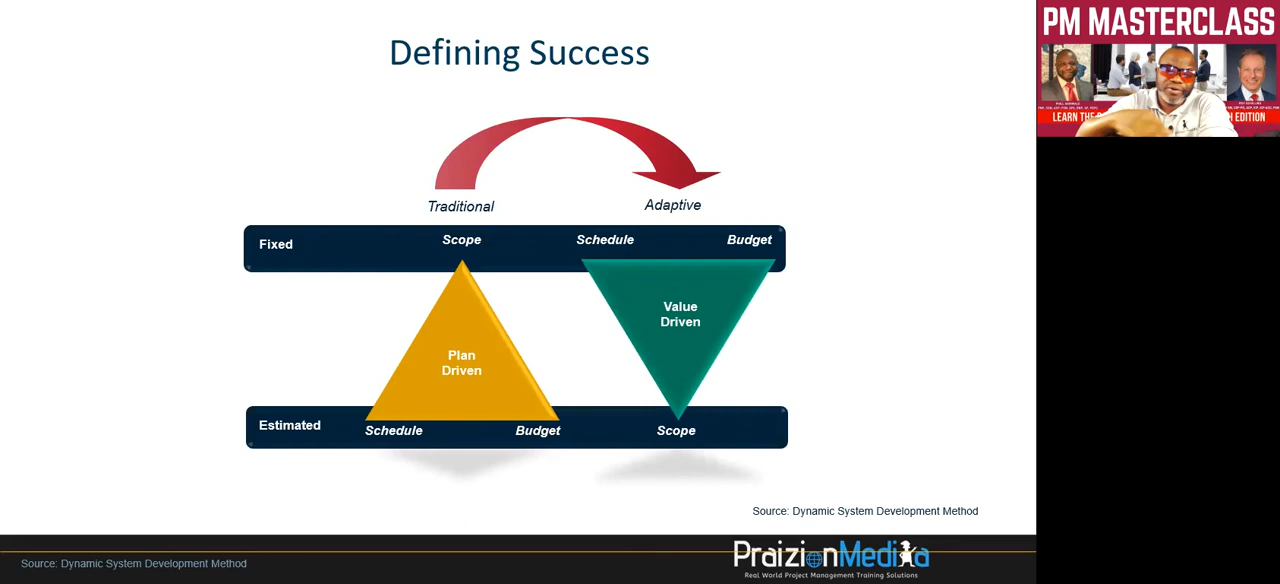 Defining Success
Traditional
Adaptive
Fixed
Scope
Schedule
Budget
Value
Driven
Plan
Driven
Estimated
Schedule
Budget
Scope
Source: Dynamic System Development Method
Source: Dynamic System Development Method
PraizionMedia
Real World Project Management Training Solutions
PM MASTERCLASS
LEARN THE
EDITION